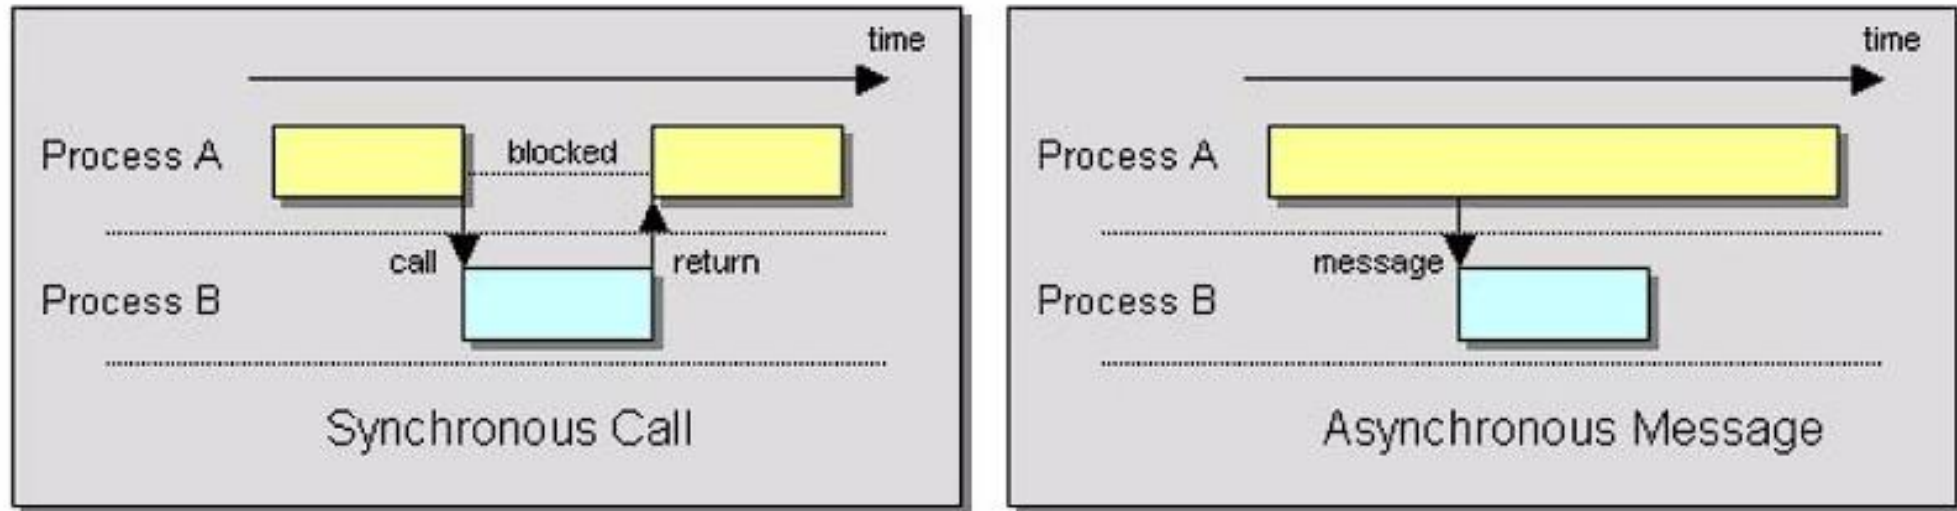 time
Process A
blocked
call
return
Process B
Synchronous Call
time
Process A
message
Process B
Asynchronous Message